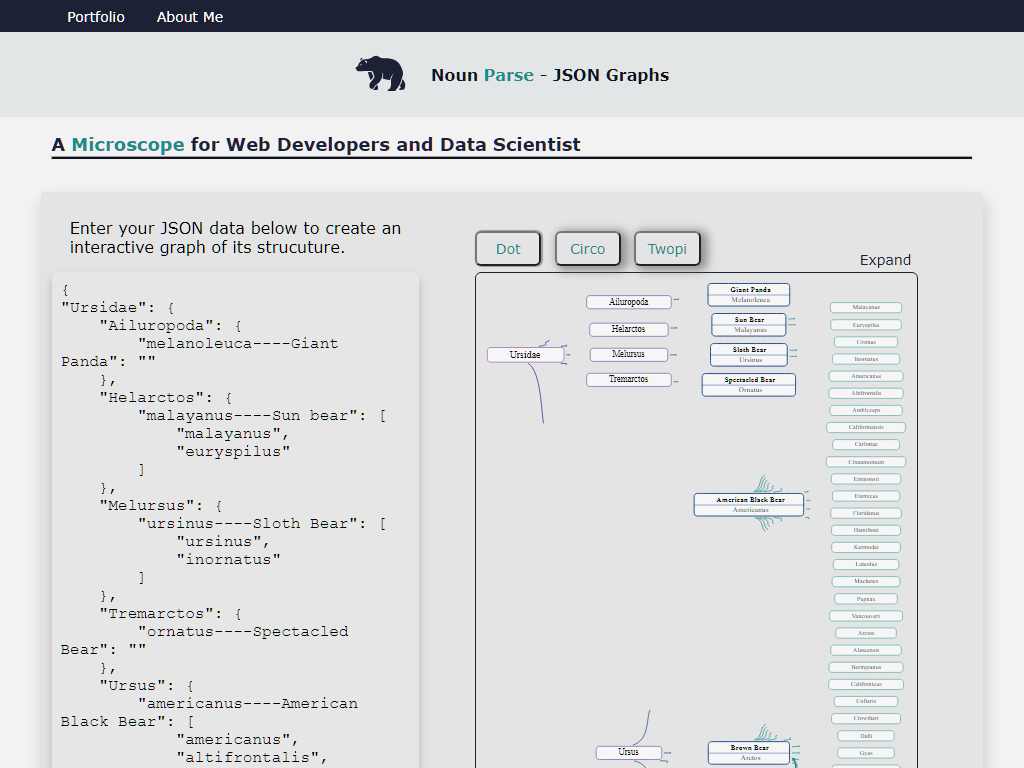 Portfolio
About Me
Noun Parse - JSON Graphs
A Microscope for Web Developers and Data Scientist
Enter your JSON data below to create an
interactive graph of its strucuture.
{
"Ursidae": {
"Ailuropoda": {
"melanoleuca----Giant
Panda": ""
},
"Helarctos": {
"malayanus----Sun bear": [
"malayanus",
"euryspilus"
]
},
"Melursus": {
"ursinus----Sloth Bear": [
"ursinus",
"inornatus"
]
},
"Tremarctos": {
"ornatus----Spectacled
Bear": ""
},
"Ursus": {
"americanus----American
Black Bear": [
"americanus",
"altifrontalis",
Dot
Circo
Twopi
Expand
Ursidae
Ailuropoda
Helarctos
Melursus
Tremarctos
Ursus
Giant Panda
Melanoleuca
Sun Bear
Malayanus
Sloth Bear
Ursinus
Spectacled Bear
Ornatus
American Black Bear
Americanus
Brown Bear
Arctos
Malayanus
Euryspilus
Ursinus
Inornatus
Americanus
Altifrontalis
Amblyceps
Californiensis
Carlottae
Cinnamomum
Emmonsii
Eremicus
Floridanus
Hamiltoni
Kermodei
Luteolus
Machetes
Pugnax
Vancouveri
Arctos
Alascensis
Beringianus
Californicus
Collaris
Crowtheri
Dalli
Gyas